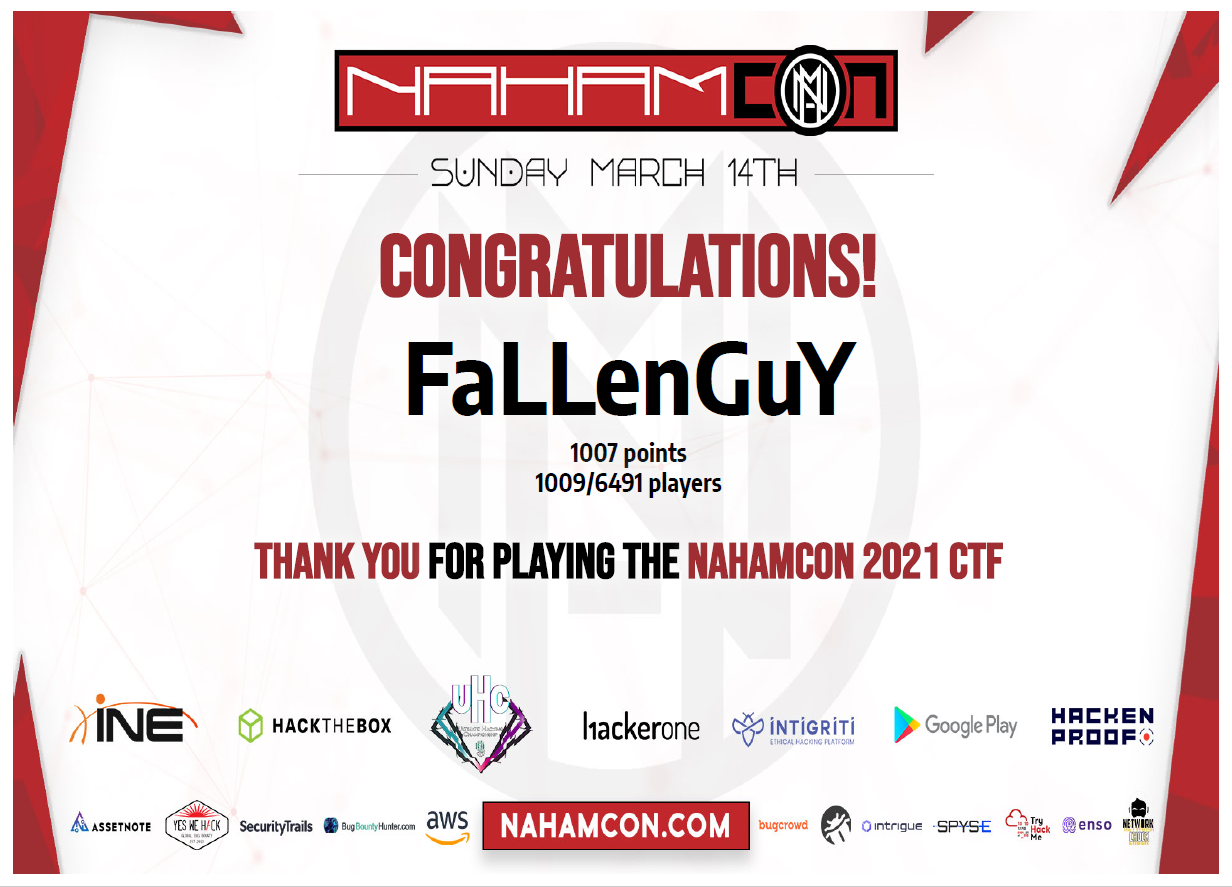 NAHAMCON
SUNDAY MARCH 14TH
CONGRATULATIONS!
FaLLenGuY
1007 points
1009/6491 players
THANK YOU FOR PLAYING THE NAHAMCON 2021 CTF
INE
HACKTHEBOX
UHC
hackerone
INTIGRITI
ETHICAL HACKING PLATFORM
Google Play
HACKEN
PROOF
ASSETNOTE
YES WE H/CK
SecurityTrails
BugBountyHunter.com
aws
NAHAMCON.COM
bugcrowd
intrigue
SPYSE
Try
Hack
Me
enso
NETWORK